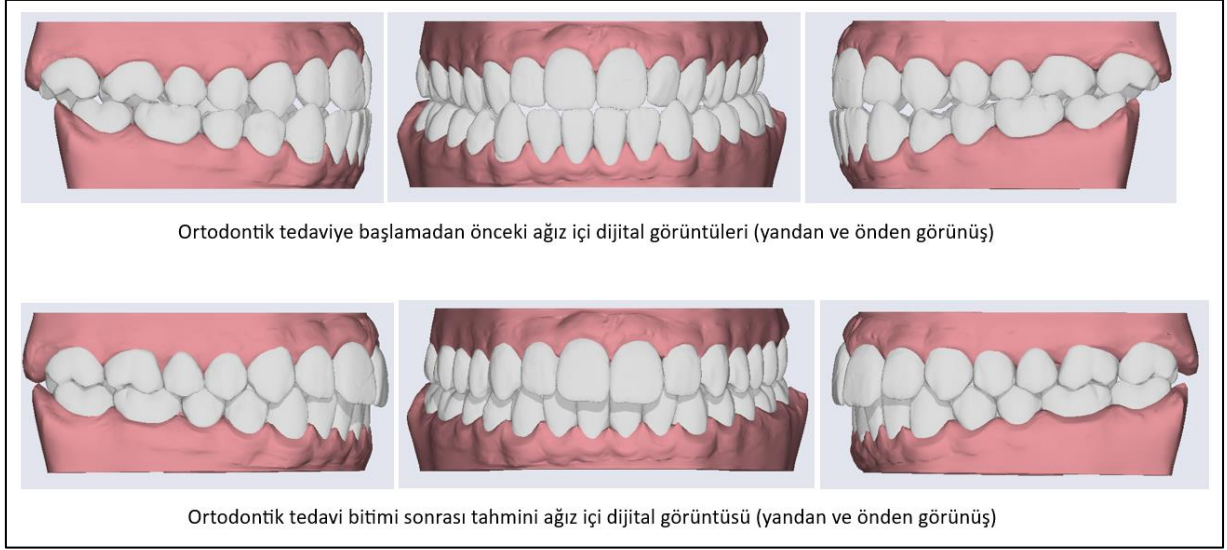 Ortodontik tedaviye başlamadan önceki ağız içi dijital görüntüleri (yandan ve önden görünüş)
Ortodontik tedavi bitimi sonrası tahmini ağız içi dijital görüntüsü (yandan ve önden görünüş)